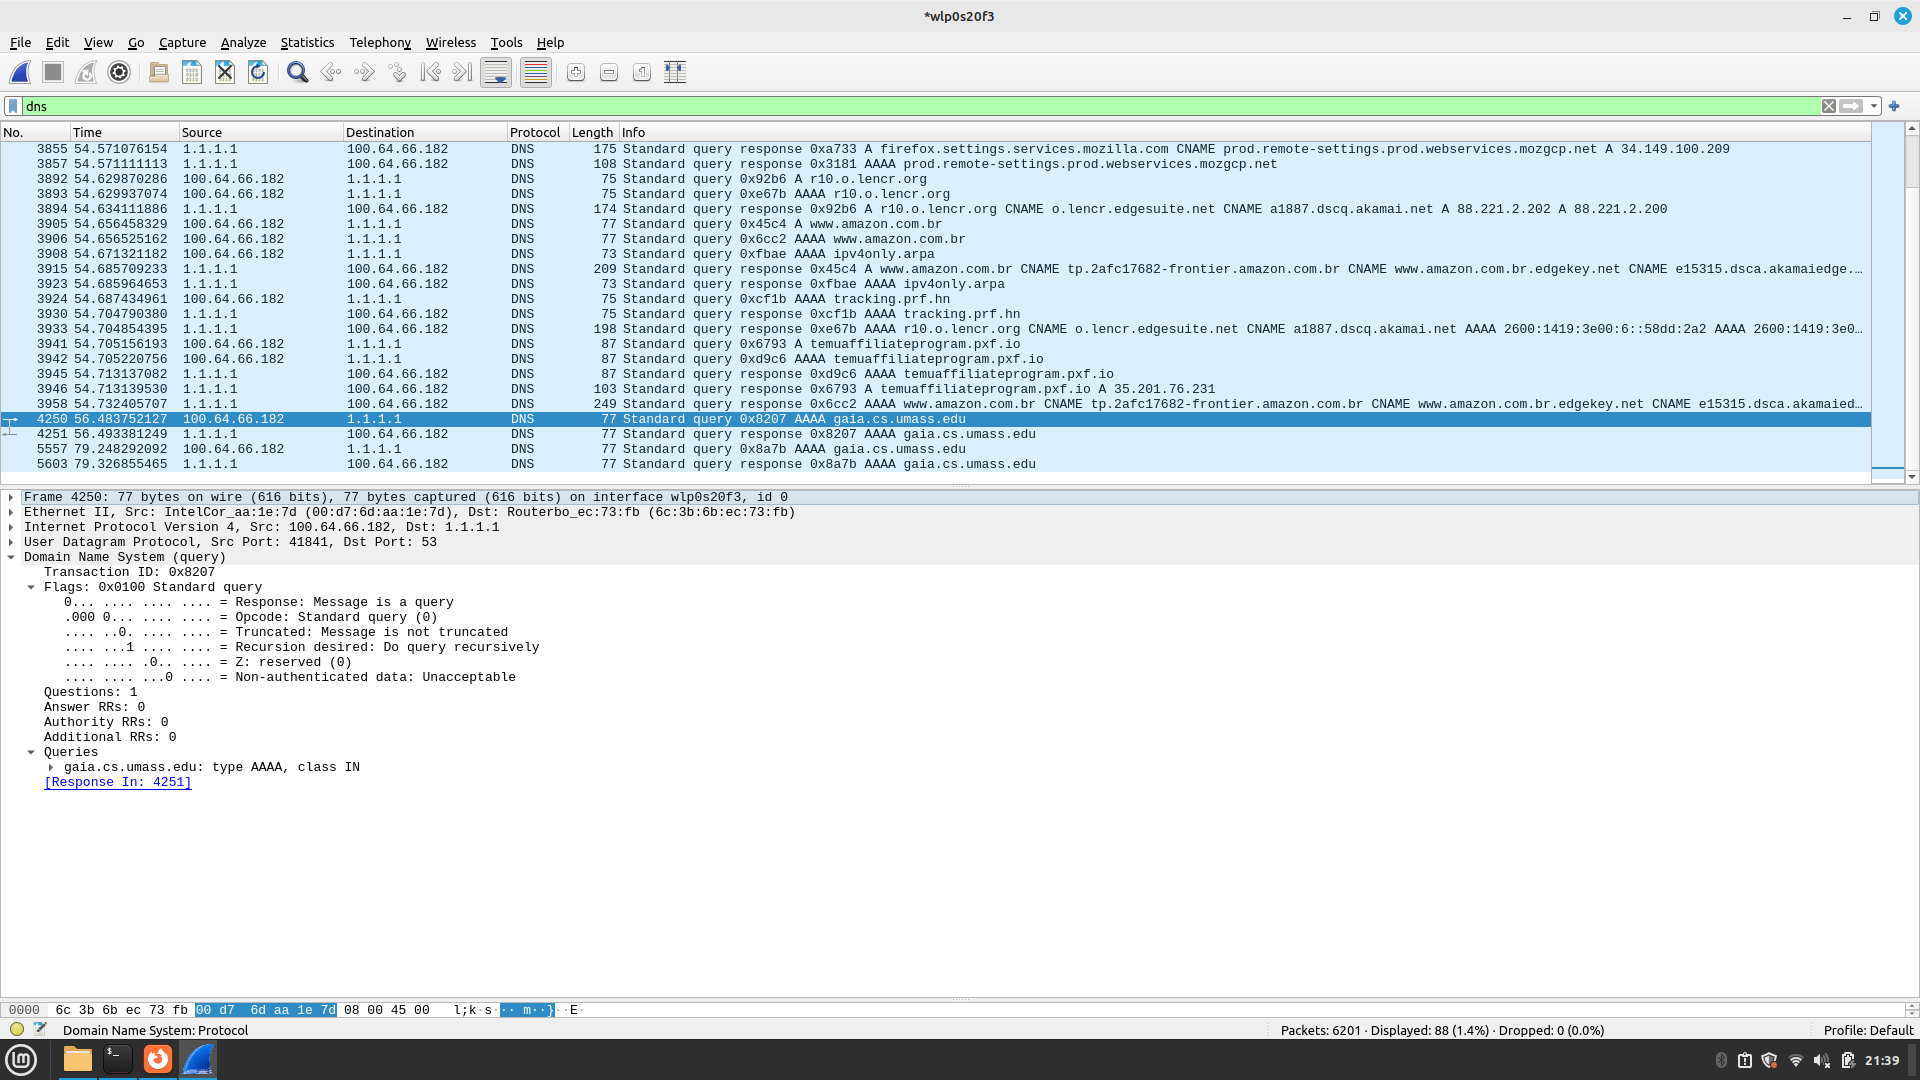 *wlp0s20f3
File Edit View Go Capture Analyze Statistics Telephony Wireless Tools Help
dns
No. Time Source Destination Protocol Length Info
3855 54.571076154 1.1.1.1 100.64.66.182 DNS 175 Standard query response 0xa733 A firefox.settings.services.mozilla.com CNAME prod.remote-settings.prod.webservices.mozgcp.net A 34.149.100.209
3857 54.571111113 1.1.1.1 100.64.66.182 DNS 108 Standard query response 0x3181 AAAA prod.remote-settings.prod.webservices.mozgcp.net
3892 54.629870286 100.64.66.182 1.1.1.1 DNS 75 Standard query 0x92b6 A r10.o.lencr.org
3893 54.629937074 100.64.66.182 1.1.1.1 DNS 75 Standard query 0xe67b AAAA r10.o.lencr.org
3894 54.634111886 1.1.1.1 100.64.66.182 DNS 174 Standard query response 0x92b6 A r10.o.lencr.org CNAME o.lencr.edgesuite.net CNAME a1887.dscq.akamai.net A 88.221.2.202 A 88.221.2.200
3905 54.656458329 100.64.66.182 1.1.1.1 DNS 77 Standard query 0x45c4 A www.amazon.com.br
3906 54.656525162 100.64.66.182 1.1.1.1 DNS 77 Standard query 0x6cc2 AAAA www.amazon.com.br
3908 54.671321182 100.64.66.182 1.1.1.1 DNS 73 Standard query 0xfbae AAAA ipv4only.arpa
3915 54.685709233 1.1.1.1 100.64.66.182 DNS 209 Standard query response 0x45c4 A www.amazon.com.br CNAME tp.2afc17682-frontier.amazon.com.br CNAME www.amazon.com.br.edgekey.net CNAME e15315.dsca.akamaiedge.…
3923 54.685964653 1.1.1.1 100.64.66.182 DNS 73 Standard query response 0xfbae AAAA ipv4only.arpa
3924 54.687434961 100.64.66.182 1.1.1.1 DNS 75 Standard query 0xcf1b AAAA tracking.prf.hn
3930 54.704790380 1.1.1.1 100.64.66.182 DNS 75 Standard query response 0xcf1b AAAA tracking.prf.hn
3933 54.704854395 1.1.1.1 100.64.66.182 DNS 198 Standard query response 0xe67b AAAA r10.o.lencr.org CNAME o.lencr.edgesuite.net CNAME a1887.dscq.akamai.net AAAA 2600:1419:3e00:6::58dd:2a2 AAAA 2600:1419:3e0…
3941 54.705156193 100.64.66.182 1.1.1.1 DNS 87 Standard query 0x6793 A temuaffiliateprogram.pxf.io
3942 54.705220756 100.64.66.182 1.1.1.1 DNS 87 Standard query 0xd9c6 AAAA temuaffiliateprogram.pxf.io
3945 54.713137082 1.1.1.1 100.64.66.182 DNS 87 Standard query response 0xd9c6 AAAA temuaffiliateprogram.pxf.io
3946 54.713139530 1.1.1.1 100.64.66.182 DNS 103 Standard query response 0x6793 A temuaffiliateprogram.pxf.io A 35.201.76.231
3958 54.732405707 1.1.1.1 100.64.66.182 DNS 249 Standard query response 0x6cc2 AAAA www.amazon.com.br CNAME tp.2afc17682-frontier.amazon.com.br CNAME www.amazon.com.br.edgekey.net CNAME e15315.dsca.akamaied…
4250 56.483752127 100.64.66.182 1.1.1.1 DNS 77 Standard query 0x8207 AAAA gaia.cs.umass.edu
4251 56.493381249 1.1.1.1 100.64.66.182 DNS 77 Standard query response 0x8207 AAAA gaia.cs.umass.edu
5557 79.248292092 100.64.66.182 1.1.1.1 DNS 77 Standard query 0x8a7b AAAA gaia.cs.umass.edu
5603 79.326855465 1.1.1.1 100.64.66.182 DNS 77 Standard query response 0x8a7b AAAA gaia.cs.umass.edu
Frame 4250: 77 bytes on wire (616 bits), 77 bytes captured (616 bits) on interface wlp0s20f3, id 0
Ethernet II, Src: IntelCor_aa:1e:7d (00:d7:6d:aa:1e:7d), Dst: Routerbo_ec:73:fb (6c:3b:6b:ec:73:fb)
Internet Protocol Version 4, Src: 100.64.66.182, Dst: 1.1.1.1
User Datagram Protocol, Src Port: 41841, Dst Port: 53
Domain Name System (query)
Transaction ID: 0x8207
Flags: 0x0100 Standard query
0... .... .... .... = Response: Message is a query
.000 0... .... .... = Opcode: Standard query (0)
.... ..0. .... .... = Truncated: Message is not truncated
.... ...1 .... .... = Recursion desired: Do query recursively
.... .... .0.. .... = Z: reserved (0)
.... .... ...0 .... = Non-authenticated data: Unacceptable
Questions: 1
Answer RRs: 0
Authority RRs: 0
Additional RRs: 0
Queries
gaia.cs.umass.edu: type AAAA, class IN
[Response In: 4251]
0000 6c 3b 6b ec 73 fb 00 d7 6d aa 1e 7d 08 00 45 00 l;k·s··· m··}··E·
Domain Name System: Protocol Packets: 6201 · Displayed: 88 (1.4%) · Dropped: 0 (0.0%) Profile: Default
21:39